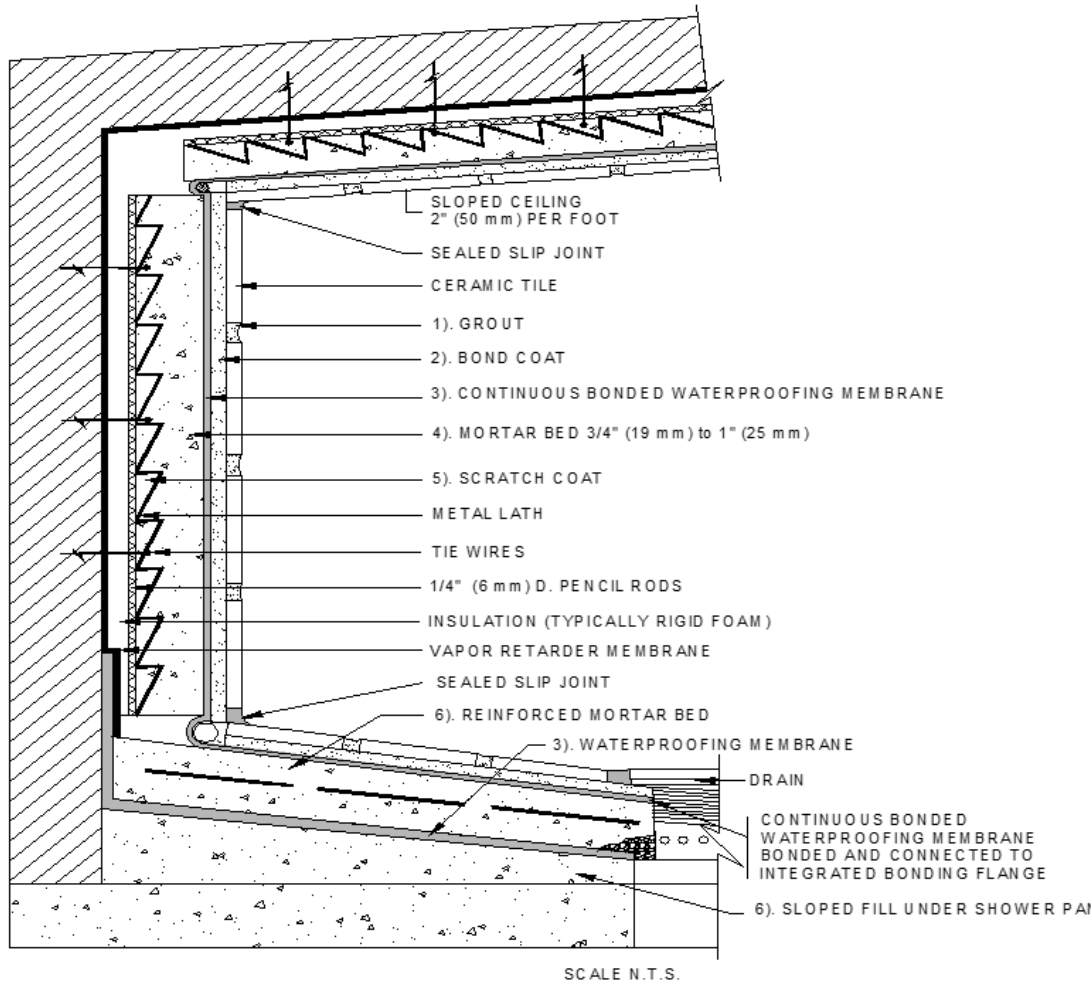 SLOPED CEILING
2" (50 mm) PER FOOT
SEALED SLIP JOINT
CERAMIC TILE
1). GROUT
2). BOND COAT
3). CONTINUOUS BONDED WATERPROOFING MEMBRANE
4). MORTAR BED 3/4" (19 mm) to 1" (25 mm)
5). SCRATCH COAT
METAL LATH
TIE WIRES
1/4" (6 mm) D. PENCIL RODS
INSULATION (TYPICALLY RIGID FOAM)
VAPOR RETARDER MEMBRANE
SEALED SLIP JOINT
6). REINFORCED MORTAR BED
3). WATERPROOFING MEMBRANE
DRAIN
CONTINUOUS BONDED
WATERPROOFING MEMBRANE
BONDED AND CONNECTED TO
INTEGRATED BONDING FLANGE
6). SLOPED FILL UNDER SHOWER PAN
SCALE N.T.S.